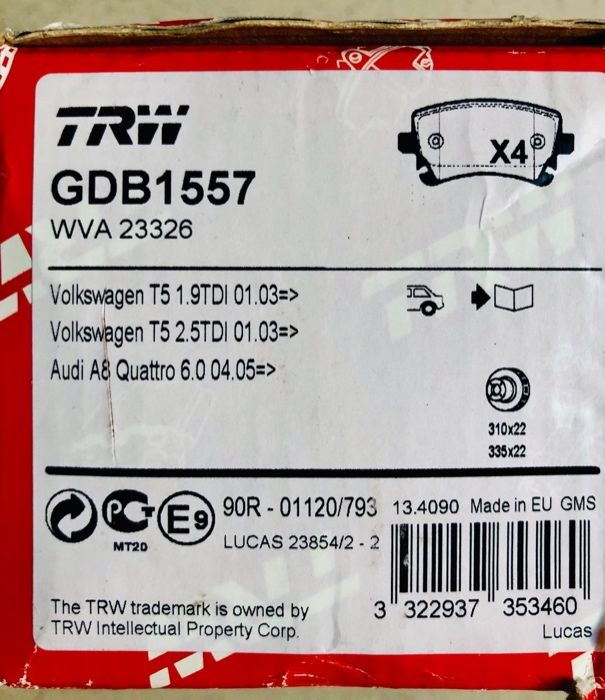 TRW
GDB1557
WVA 23326
X4
Volkswagen T5 1.9TDI 01.03=>
Volkswagen T5 2.5TDI 01.03=>
Audi A8 Quattro 6.0 04.05=>
310x22
335x22
MT20
E9
90R - 01120/793 13.4090 Made in EU GMS
LUCAS 23854/2 - 2
The TRW trademark is owned by
TRW Intellectual Property Corp.
3 322937 353460
Lucas